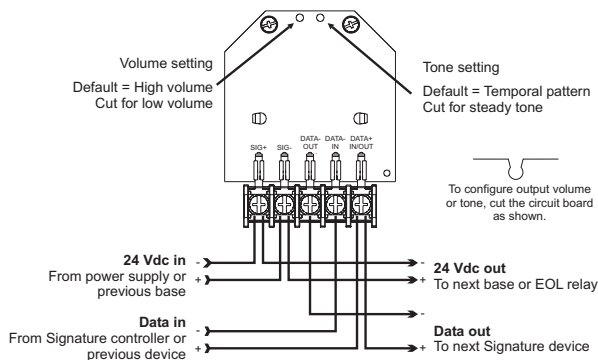 Volume setting
Default = High volume
Cut for low volume
Tone setting
Default = Temporal pattern
Cut for steady tone
SIG+
SIG-
DATA-
OUT
DATA-
IN
DATA+
IN/OUT
To configure output volume
or tone, cut the circuit board
as shown.
24 Vdc in
From power supply or
previous base
-
+
Data in
From Signature controller or
previous device
-
+
-
24 Vdc out
+ To next base or EOL relay
-
Data out
+ To next Signature device